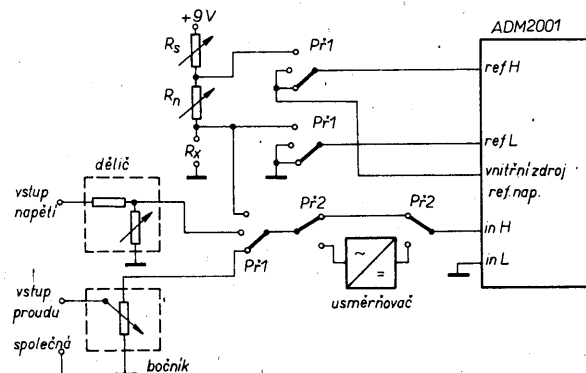 +9V
ADM2001
Rs
Př1
ref H
Rn
Př1
ref L
Rx
dělič
vnitřní zdroj
ref. nap.
vstup
napětí
Př2
Př2
in H
Př1
in L
~
=
usměrňovač
vstup
proudu
společná
bočník